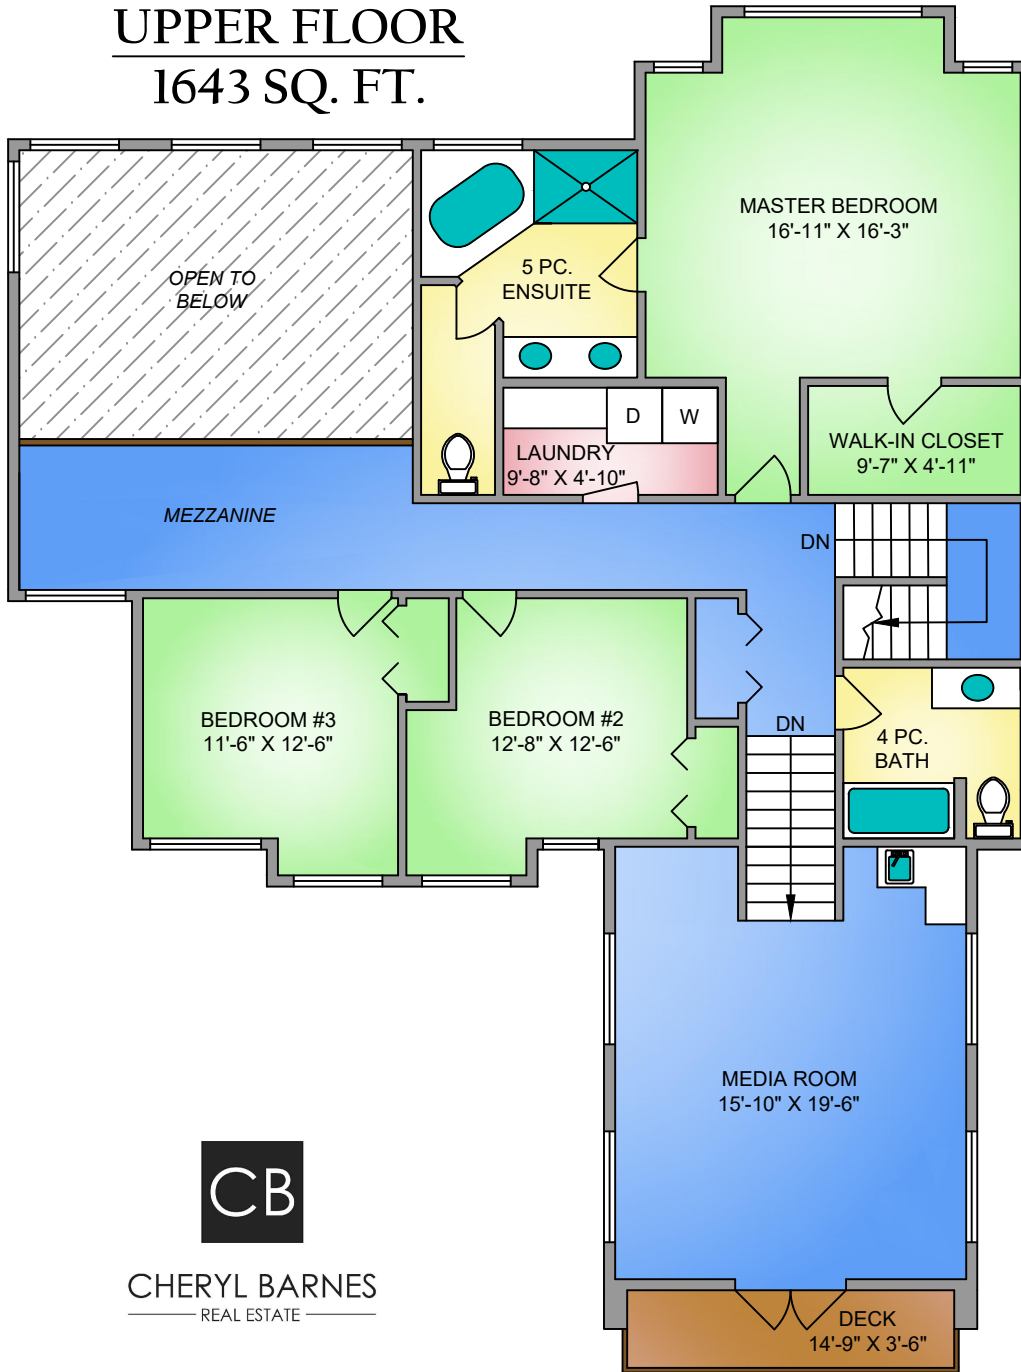 UPPER FLOOR
1643 SQ. FT.
MASTER BEDROOM
16'-11" X 16'-3"
OPEN TO
BELOW
5 PC.
ENSUITE
D
W
LAUNDRY
9'-8" X 4'-10"
WALK-IN CLOSET
9'-7" X 4'-11"
MEZZANINE
DN
BEDROOM #3
11'-6" X 12'-6"
BEDROOM #2
12'-8" X 12'-6"
DN
4 PC.
BATH
MEDIA ROOM
15'-10" X 19'-6"
CB
CHERYL BARNES
REAL ESTATE
DECK
14'-9" X 3'-6"